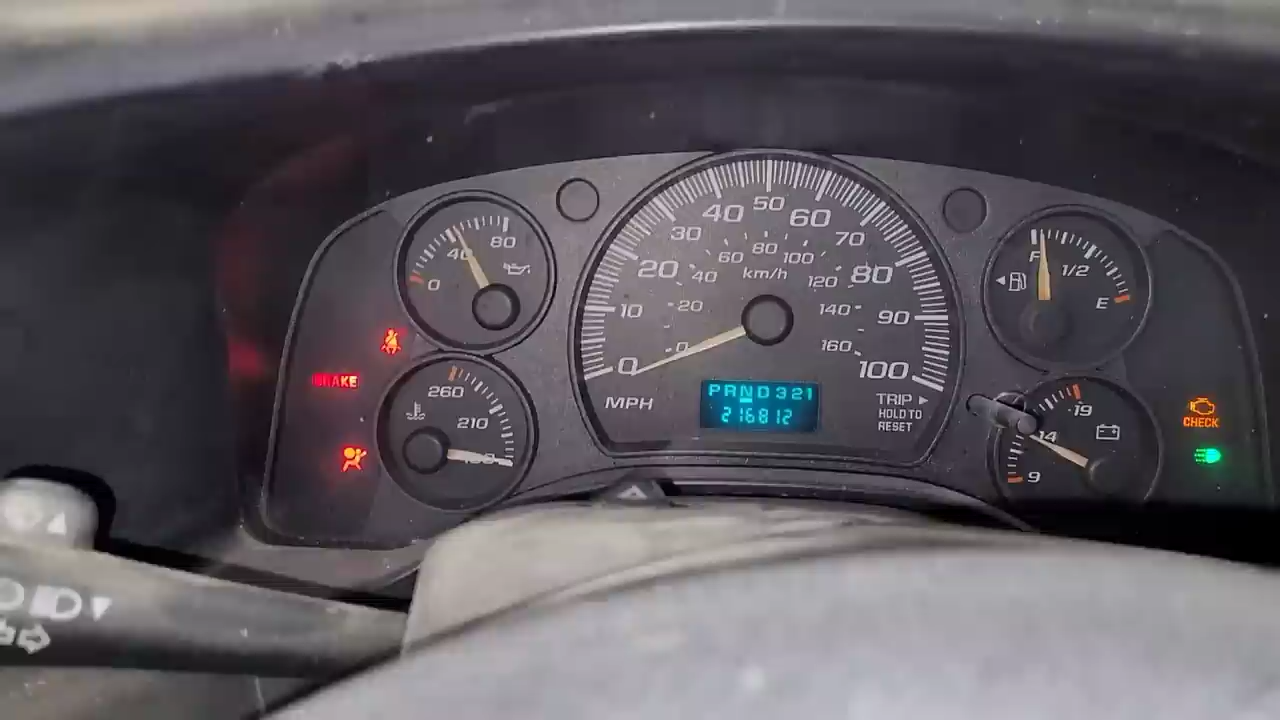 0 40 80
BRAKE
260 210
0 10 20 30 40 50 60 70 80 90 100
0 20 40 60 80 100 120 140 160
km/h
MPH
PRND321
216812
TRIP
HOLD TO
RESET
F 1/2 E
9 14 19
CHECK